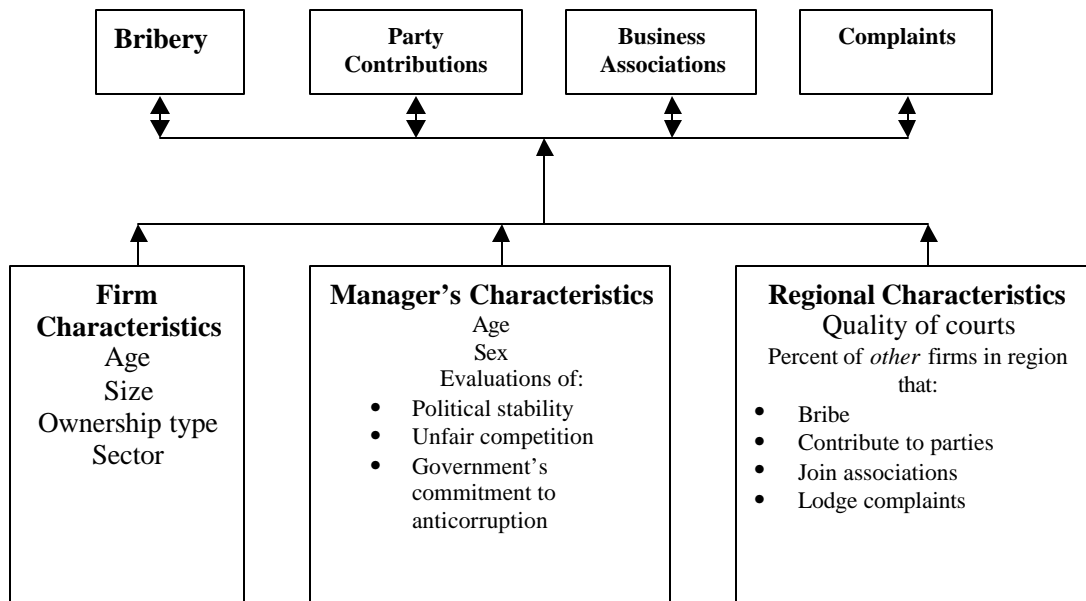 Bribery
Party
Contributions
Business
Associations
Complaints
Firm
Characteristics
Age
Size
Ownership type
Sector
Manager’s Characteristics
Age
Sex
Evaluations of:
• Political stability
• Unfair competition
• Government’s
commitment to
anticorruption
Regional Characteristics
Quality of courts
Percent of other firms in region
that:
• Bribe
• Contribute to parties
• Join associations
• Lodge complaints